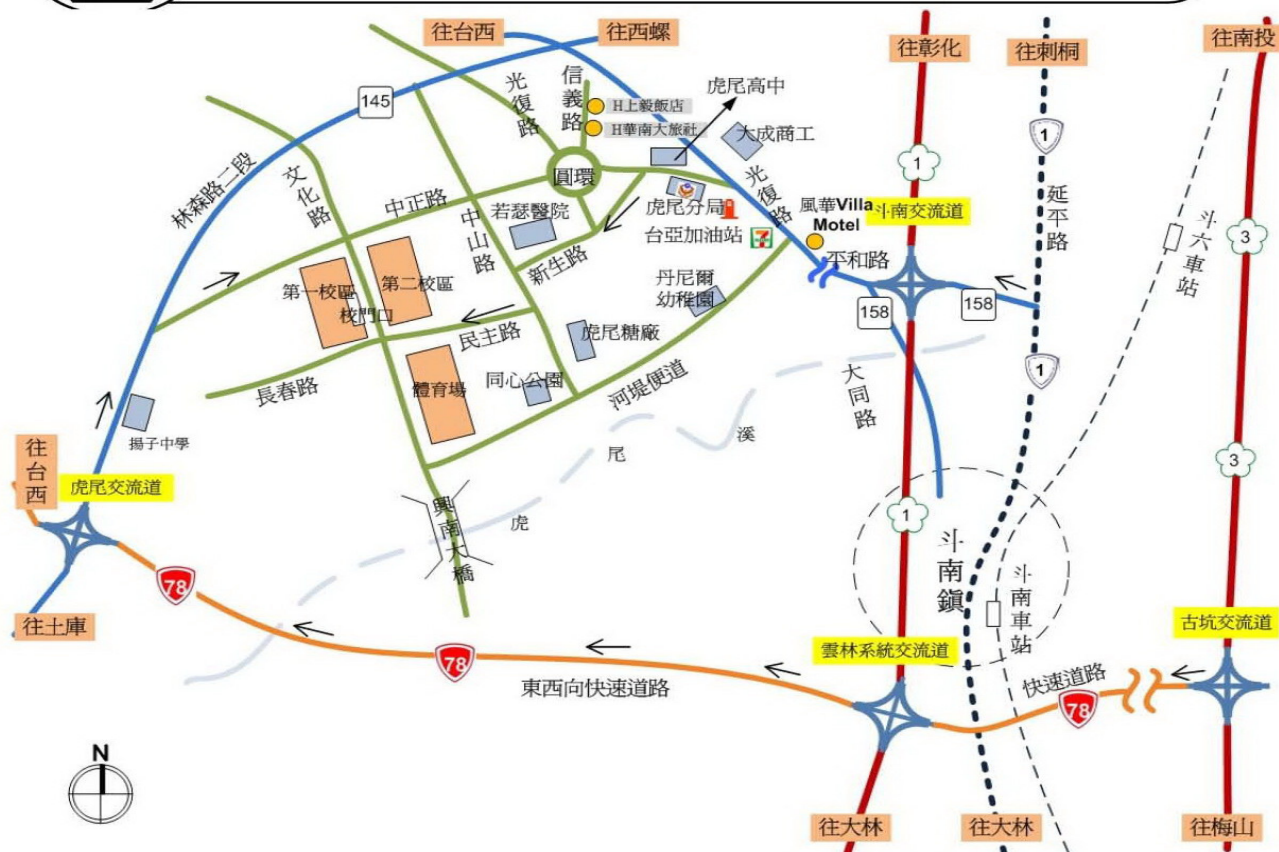 往台西
往西螺
往彰化
往刺桐
往南投
145
光復路
信義路
H上毅飯店
H華南大旅社
虎尾高中
大成商工
1
1
林森路二段
文化路
中正路
圓環
中山路
若瑟醫院
虎尾分局
台亞加油站
光復路
風華Villa
Motel
斗南交流道
延平路
斗六車站
3
新生路
平和路
第一校區
第二校區
校門口
丹尼爾
幼稚園
158
158
民主路
虎尾糖廠
長春路
體育場
同心公園
河堤便道
大同路
1
揚子中學
往台西
虎尾交流道
溪
尾
虎
興南大橋
3
1
斗南鎮
斗南車站
78
往土庫
78
東西向快速道路
雲林系統交流道
古坑交流道
快速道路
78
N
往大林
往大林
往梅山